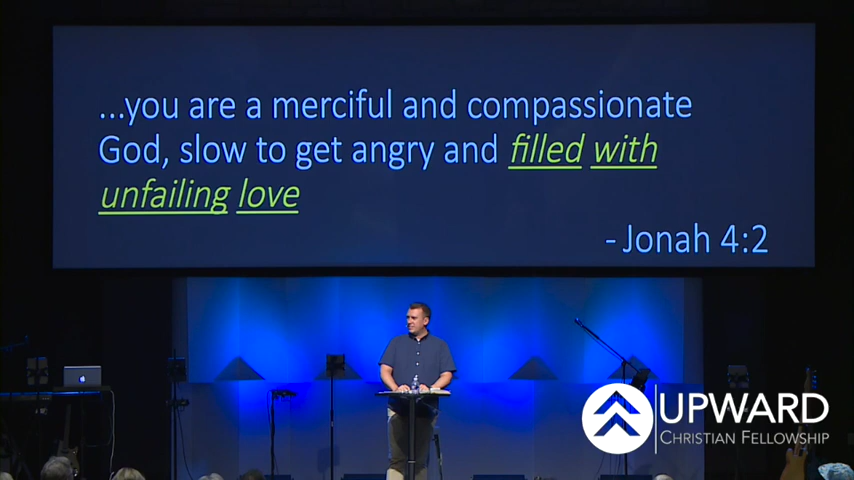 ...you are a merciful and compassionate
God, slow to get angry and filled with
unfailing love
- Jonah 4:2
UPWARD
CHRISTIAN FELLOWSHIP